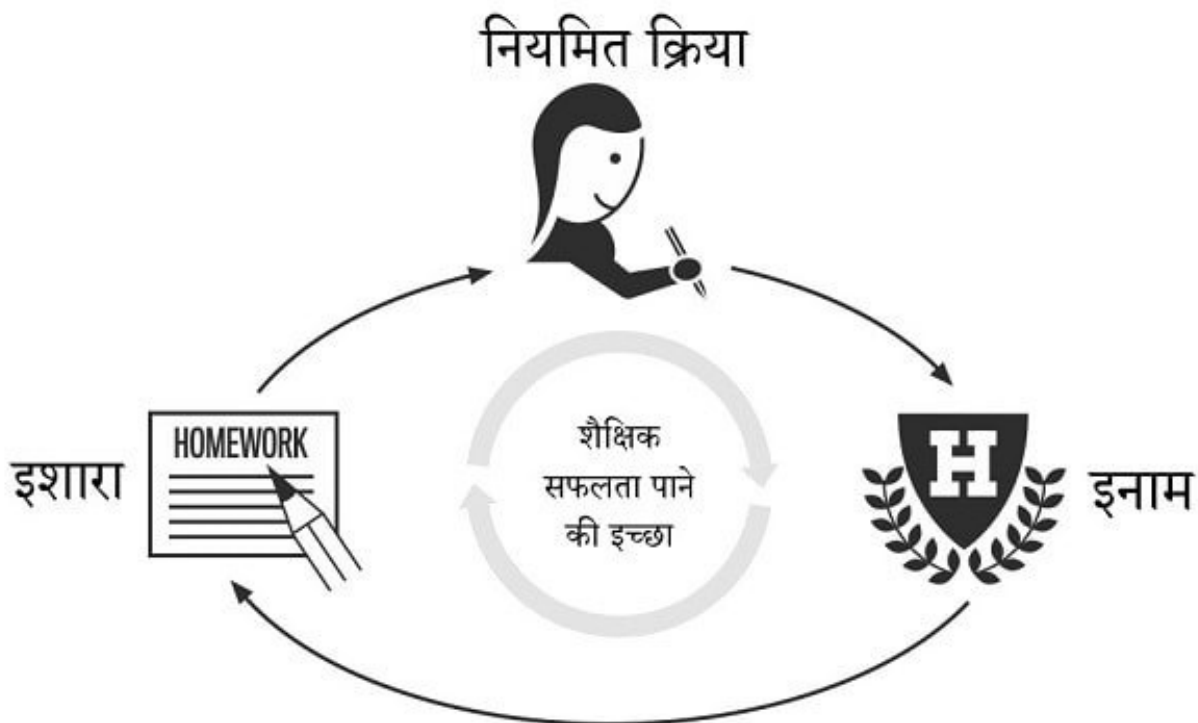 नियमित क्रिया
HOMEWORK
इशारा
शैक्षिक
सफलता पाने
की इच्छा
H
इनाम